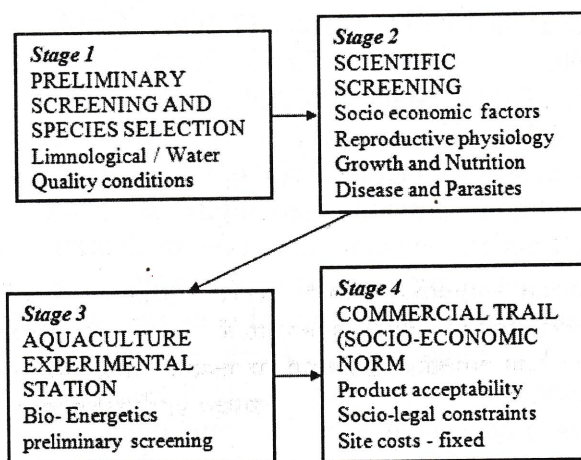 Stage 1
PRELIMINARY
SCREENING AND
SPECIES SELECTION
Limnological / Water
Quality conditions
Stage 2
SCIENTIFIC
SCREENING
Socio economic factors
Reproductive physiology
Growth and Nutrition
Disease and Parasites
Stage 3
AQUACULTURE
EXPERIMENTAL
STATION
Bio- Energetics
preliminary screening
Stage 4
COMMERCIAL TRAIL
(SOCIO-ECONOMIC
NORM
Product acceptability
Socio-legal constraints
Site costs - fixed